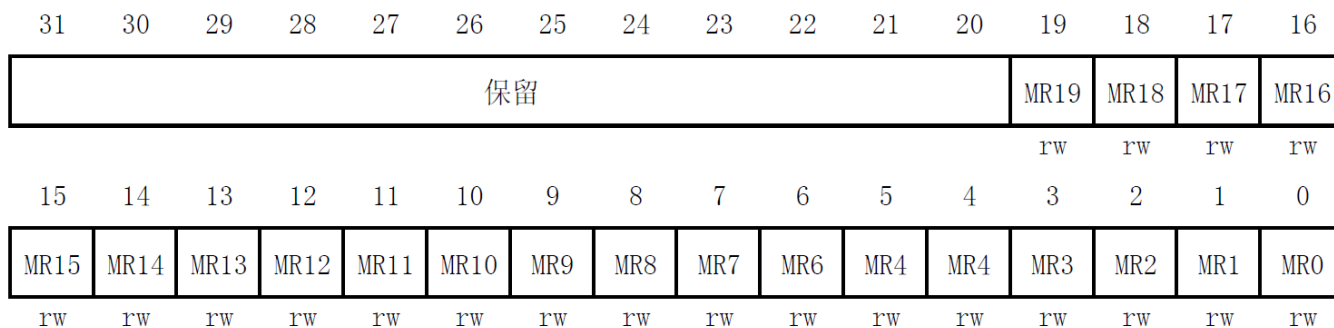 31 30 29 28 27 26 25 24 23 22 21 20 19 18 17 16
保留 MR19 MR18 MR17 MR16
rw rw rw rw
15 14 13 12 11 10 9 8 7 6 5 4 3 2 1 0
MR15 MR14 MR13 MR12 MR11 MR10 MR9 MR8 MR7 MR6 MR4 MR4 MR3 MR2 MR1 MR0
rw rw rw rw rw rw rw rw rw rw rw rw rw rw rw rw